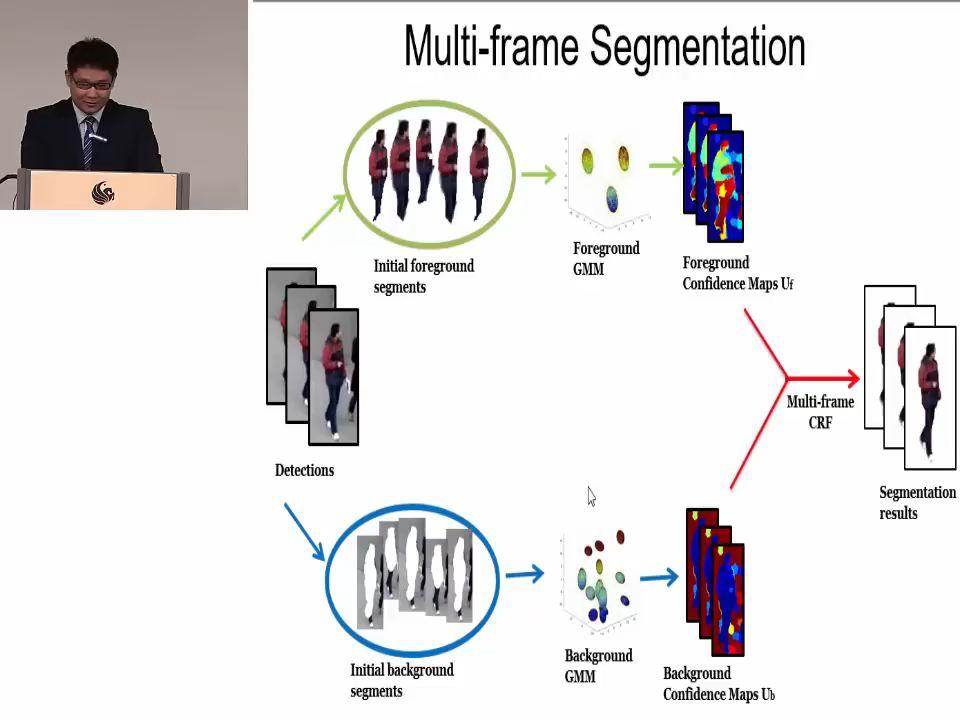 Multi-frame Segmentation
Initial foreground
segments
Foreground
GMM
Foreground
Confidence Maps Uf
Detections
Multi-frame
CRF
Segmentation
results
Initial background
segments
Background
GMM
Background
Confidence Maps Ub